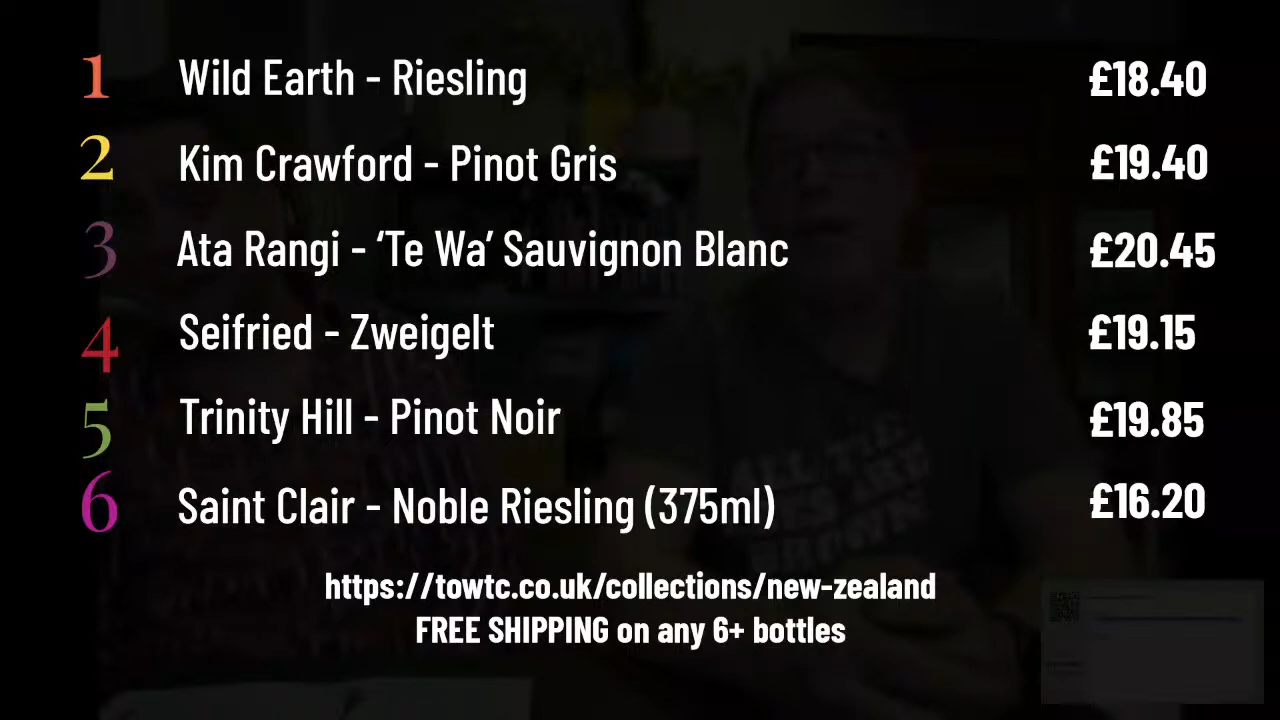 1 Wild Earth - Riesling £18.40
2 Kim Crawford - Pinot Gris £19.40
3 Ata Rangi - ‘Te Wa’ Sauvignon Blanc £20.45
4 Seifried - Zweigelt £19.15
5 Trinity Hill - Pinot Noir £19.85
6 Saint Clair - Noble Riesling (375ml) £16.20
https://towtc.co.uk/collections/new-zealand
FREE SHIPPING on any 6+ bottles